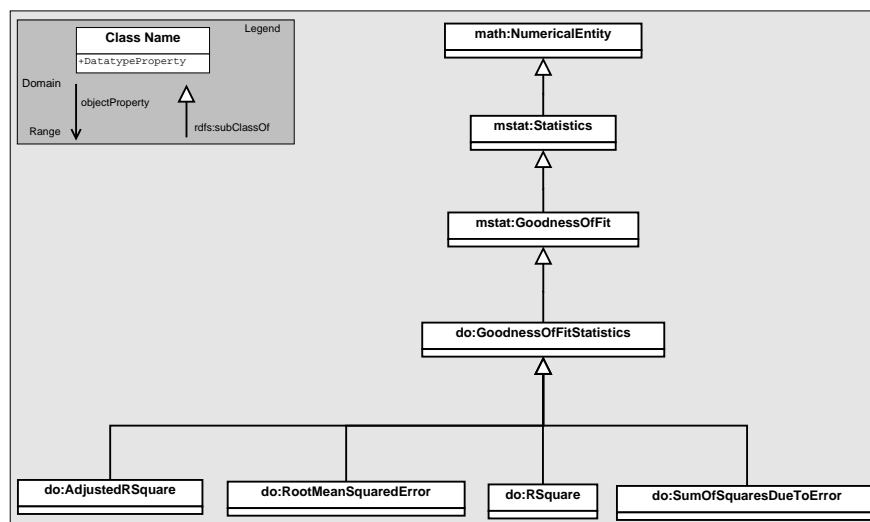 Legend
Class Name
+DatatypeProperty
Domain
objectProperty
Range
rdfs:subClassOf
math:NumericalEntity
mstat:Statistics
mstat:GoodnessOfFit
do:GoodnessOfFitStatistics
do:AdjustedRSquare
do:RootMeanSquaredError
do:RSquare
do:SumOfSquaresDueToError